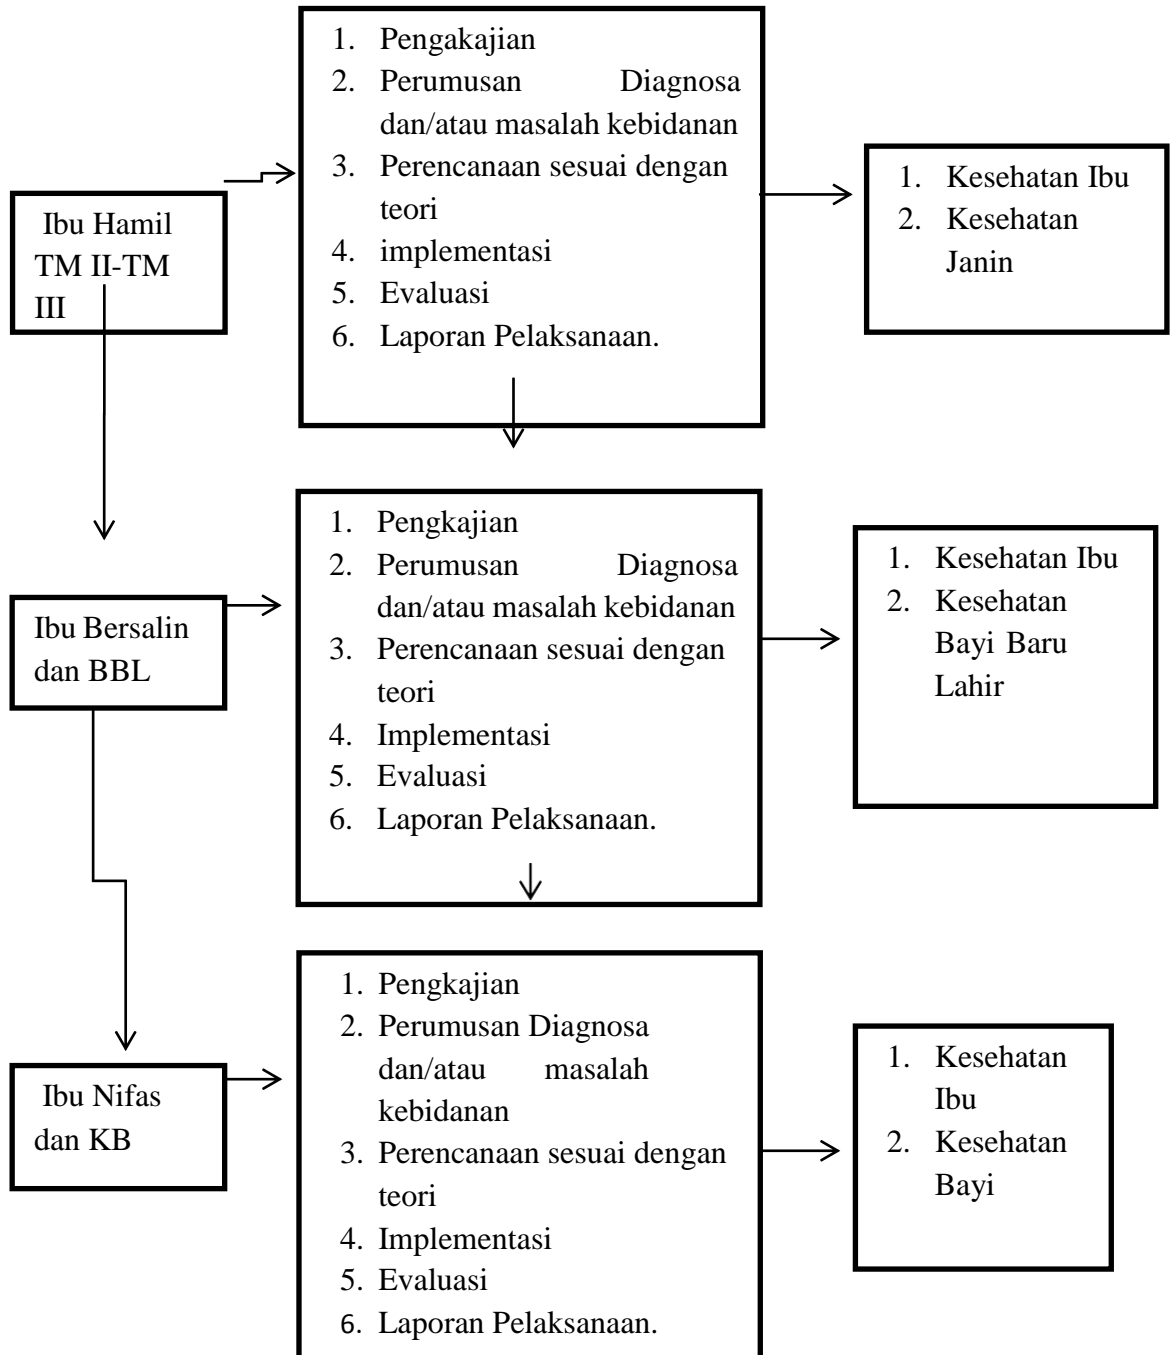 Ibu Hamil
TM II-TM
III
1. Pengakajian
2. Perumusan Diagnosa
dan/atau masalah kebidanan
3. Perencanaan sesuai dengan
teori
4. implementasi
5. Evaluasi
6. Laporan Pelaksanaan.
1. Kesehatan Ibu
2. Kesehatan
Janin
Ibu Bersalin
dan BBL
1. Pengkajian
2. Perumusan Diagnosa
dan/atau masalah kebidanan
3. Perencanaan sesuai dengan
teori
4. Implementasi
5. Evaluasi
6. Laporan Pelaksanaan.
1. Kesehatan Ibu
2. Kesehatan
Bayi Baru
Lahir
Ibu Nifas
dan KB
1. Pengkajian
2. Perumusan Diagnosa
dan/atau masalah
kebidanan
3. Perencanaan sesuai dengan
teori
4. Implementasi
5. Evaluasi
6. Laporan Pelaksanaan.
1. Kesehatan
Ibu
2. Kesehatan
Bayi